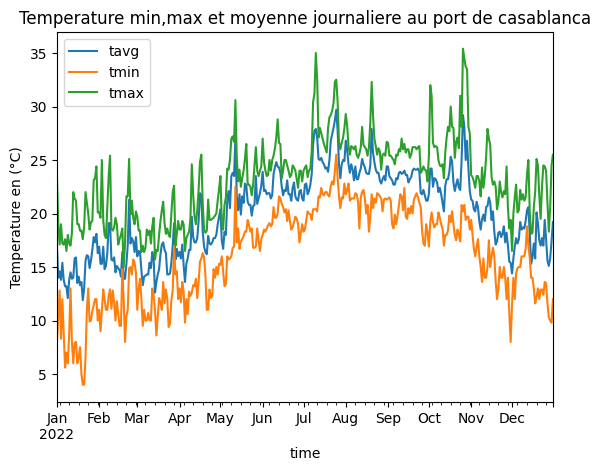 Temperature min,max et moyenne journaliere au port de casablanca
tavg
tmin
tmax
Temperature en (°C)
35
30
25
20
15
10
5
Jan Feb Mar Apr May Jun Jul Aug Sep Oct Nov Dec
2022
time